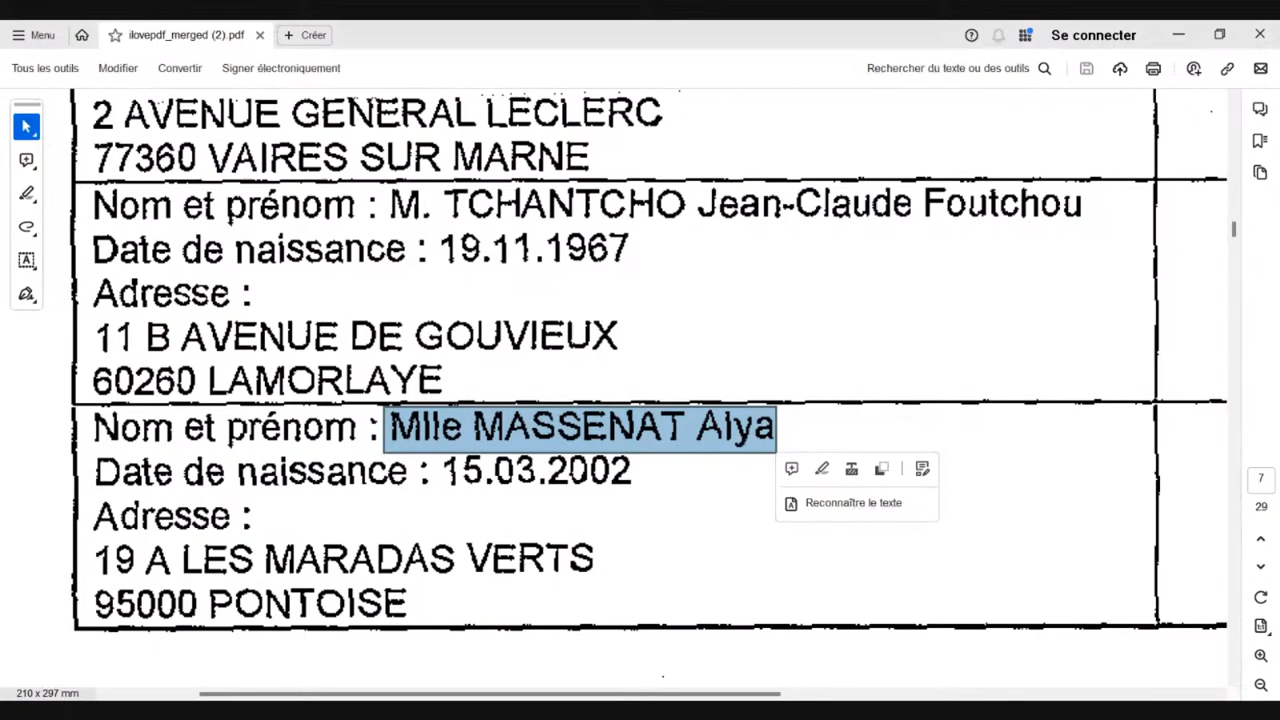 Menu
ilovepdf_merged (2).pdf
Créer
Se connecter
Tous les outils
Modifier
Convertir
Signer électroniquement
Rechercher du texte ou des outils
2 AVENUE GENERAL LECLERC
77360 VAIRES SUR MARNE
Nom et prénom : M. TCHANTCHO Jean-Claude Foutchou
Date de naissance : 19.11.1967
Adresse :
11 B AVENUE DE GOUVIEUX
60260 LAMORLAYE
Nom et prénom : Mlle MASSENAT Alya
Date de naissance : 15.03.2002
Reconnaître le texte
Adresse :
19 A LES MARADAS VERTS
95000 PONTOISE
7
29
210 x 297 mm